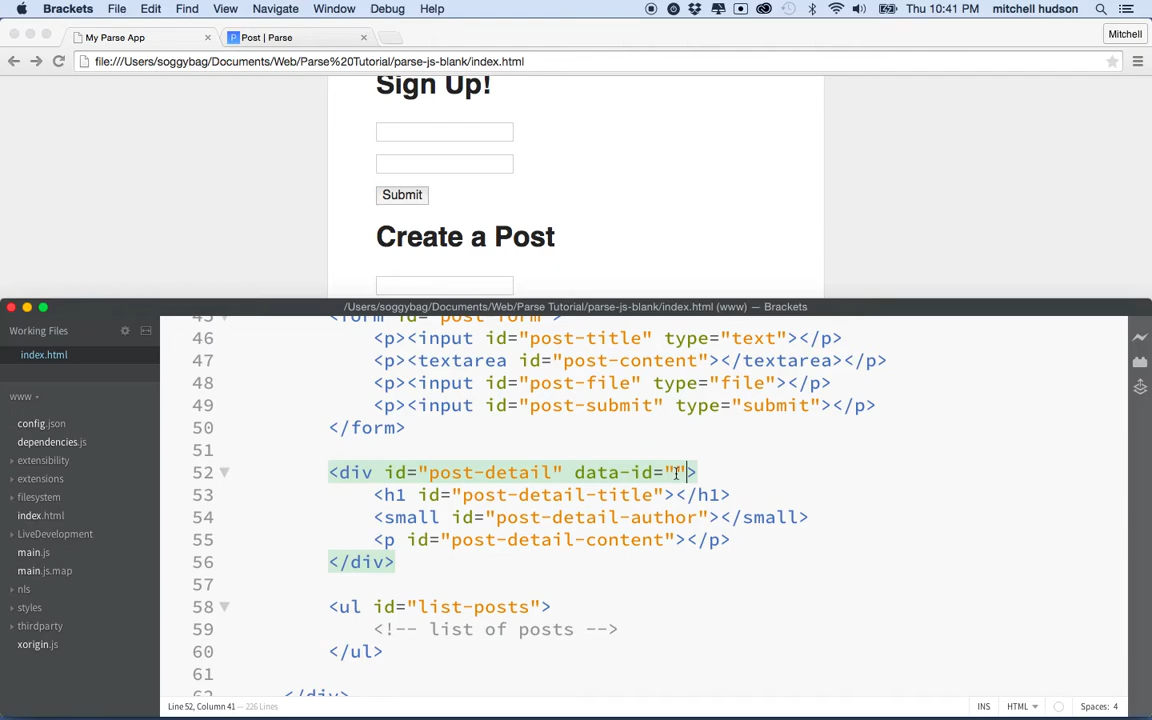 Brackets File Edit Find View Navigate Window Debug Help Thu 10:41 PM mitchell hudson
My Parse App Post | Parse Mitchell
file:///Users/soggybag/Documents/Web/Parse%20Tutorial/parse-js-blank/index.html
Sign Up!
Submit
Create a Post
/Users/soggybag/Documents/Web/Parse Tutorial/parse-js-blank/index.html (www) — Brackets
Working Files
index.html
www
config.json
dependencies.js
extensibility
extensions
filesystem
index.html
LiveDevelopment
main.js
main.js.map
nls
styles
thirdparty
xorigin.js
45 <form id="post-form">
46 <p><input id="post-title" type="text"></p>
47 <p><textarea id="post-content"></textarea></p>
48 <p><input id="post-file" type="file"></p>
49 <p><input id="post-submit" type="submit"></p>
50 </form>
51
52 <div id="post-detail" data-id="">
53 <h1 id="post-detail-title"></h1>
54 <small id="post-detail-author"></small>
55 <p id="post-detail-content"></p>
56 </div>
57
58 <ul id="list-posts">
59 <!-- list of posts -->
60 </ul>
61
62 </div>
Line 52, Column 41 — 226 Lines INS HTML Spaces: 4